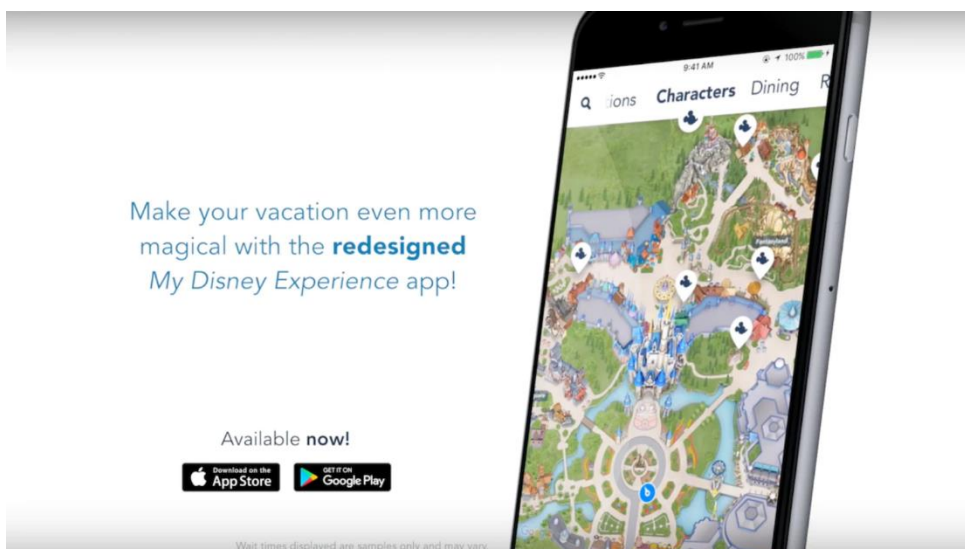 Make your vacation even more
magical with the redesigned
My Disney Experience app!
Available now!
Download on the
App Store
GET IT ON
Google Play
Wait times displayed are samples only and may vary
9:41 AM
100%
Characters
Dining
Fantasyland